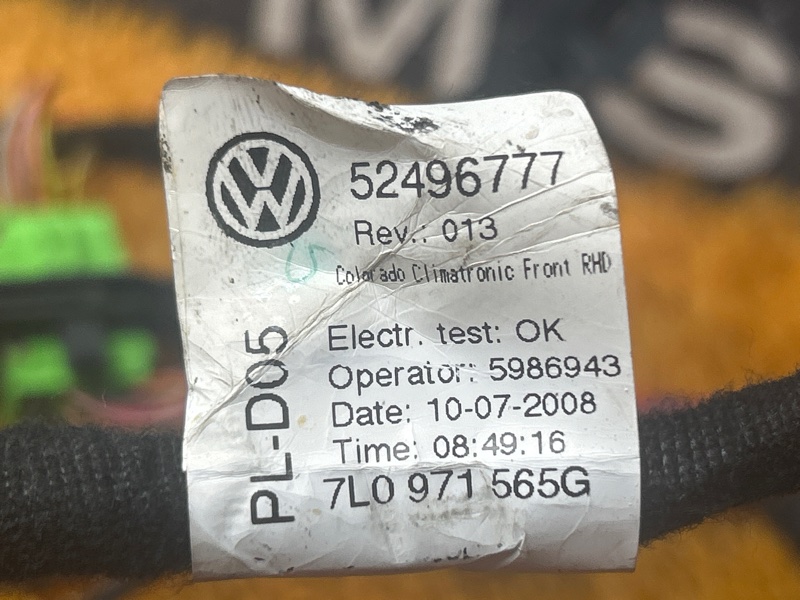 M S
52496777
Rev.: 013
Colorado Climatronic Front RHD
PL-D05
Electr. test: OK
Operator: 5986943
Date: 10-07-2008
Time: 08:49:16
7L0 971 565G